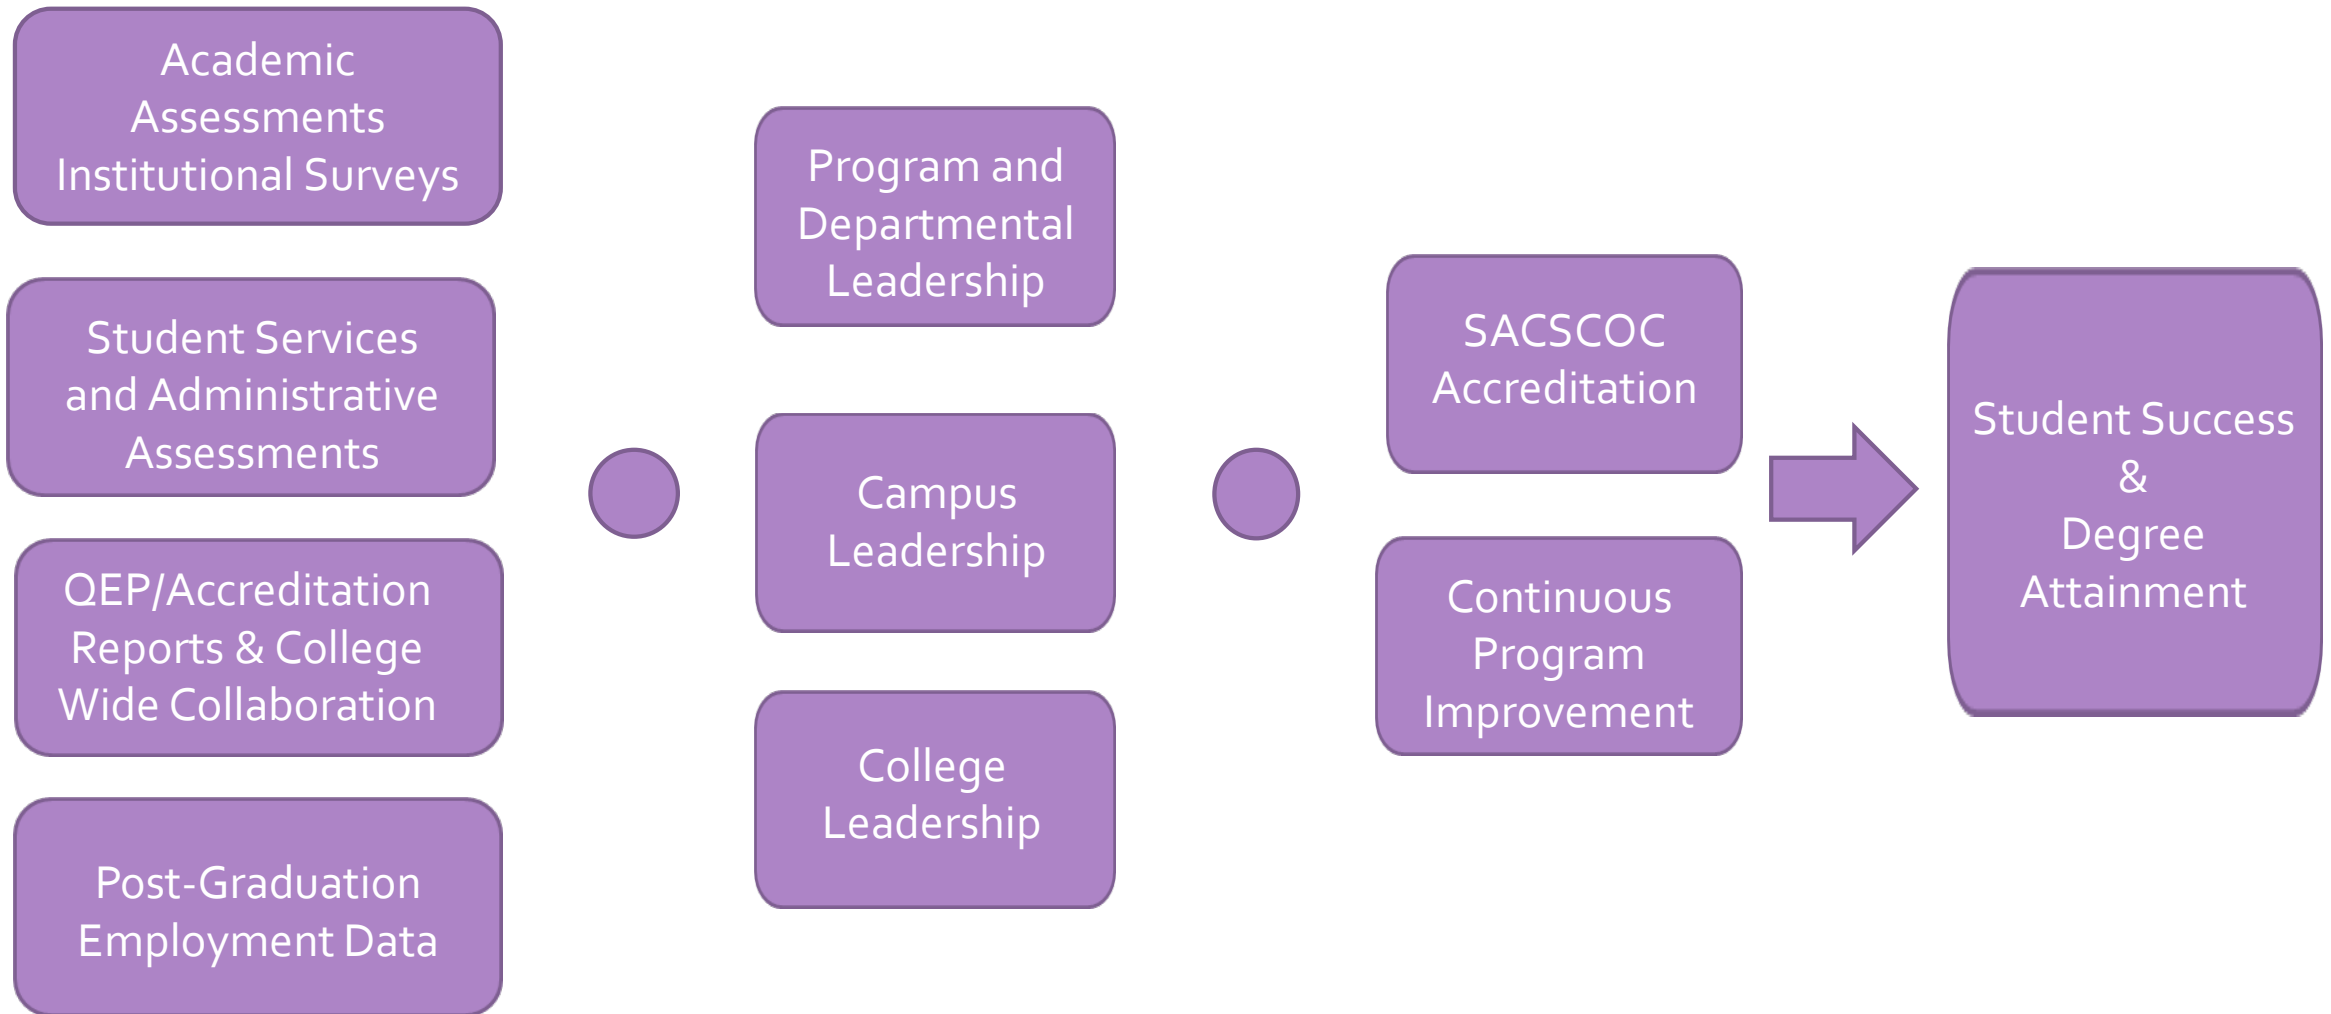 Academic
Assessments
Institutional Surveys
Student Services
and Administrative
Assessments
QEP/Accreditation
Reports & College
Wide Collaboration
Post-Graduation
Employment Data
Program and
Departmental
Leadership
Campus
Leadership
College
Leadership
SACSCOC
Accreditation
Continuous
Program
Improvement
Student Success
&
Degree
Attainment